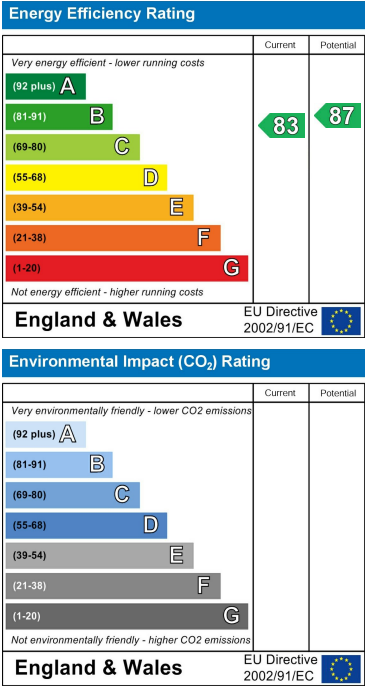 Energy Efficiency Rating
Current Potential
Very energy efficient - lower running costs
(92 plus) A
(81-91) B
(69-80) C
(55-68) D
(39-54) E
(21-38) F
(1-20) G
83
87
Not energy efficient - higher running costs
England & Wales
EU Directive
2002/91/EC
Environmental Impact (CO₂) Rating
Current Potential
Very environmentally friendly - lower CO2 emissions
(92 plus) A
(81-91) B
(69-80) C
(55-68) D
(39-54) E
(21-38) F
(1-20) G
Not environmentally friendly - higher CO2 emissions
England & Wales
EU Directive
2002/91/EC